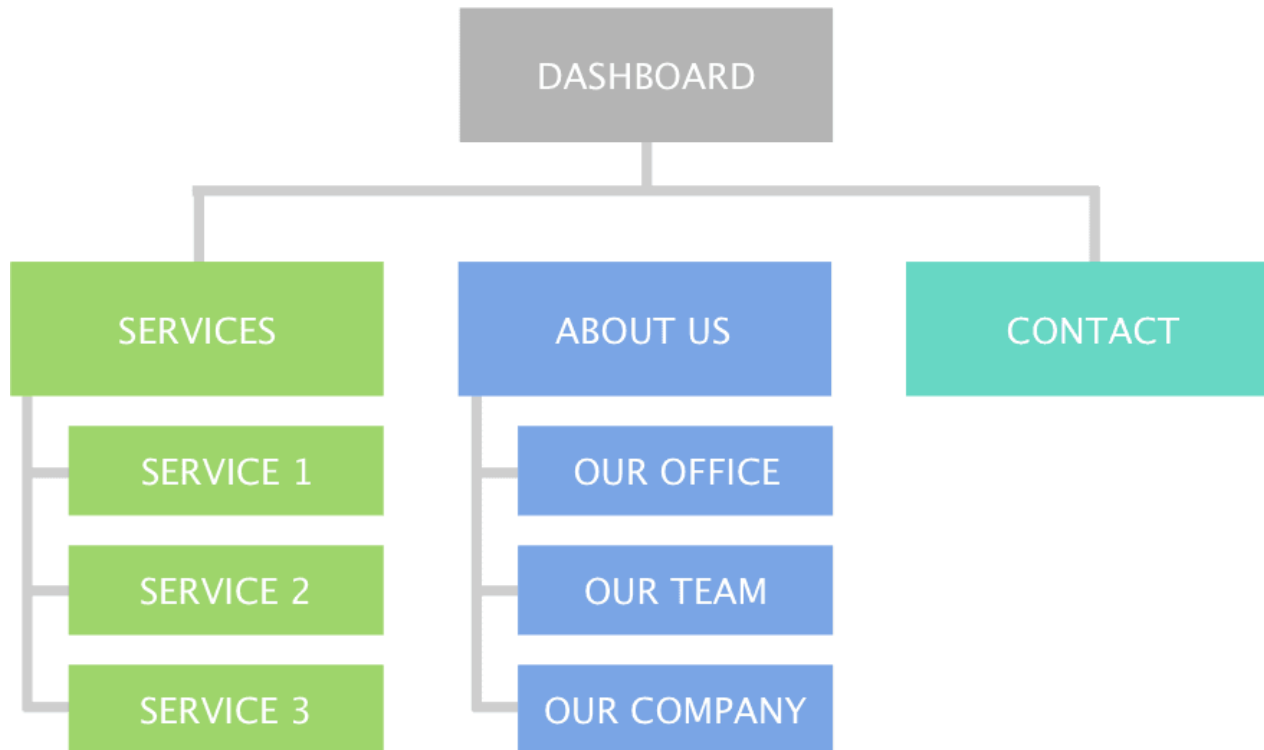 DASHBOARD
SERVICES
SERVICE 1
SERVICE 2
SERVICE 3
ABOUT US
OUR OFFICE
OUR TEAM
OUR COMPANY
CONTACT